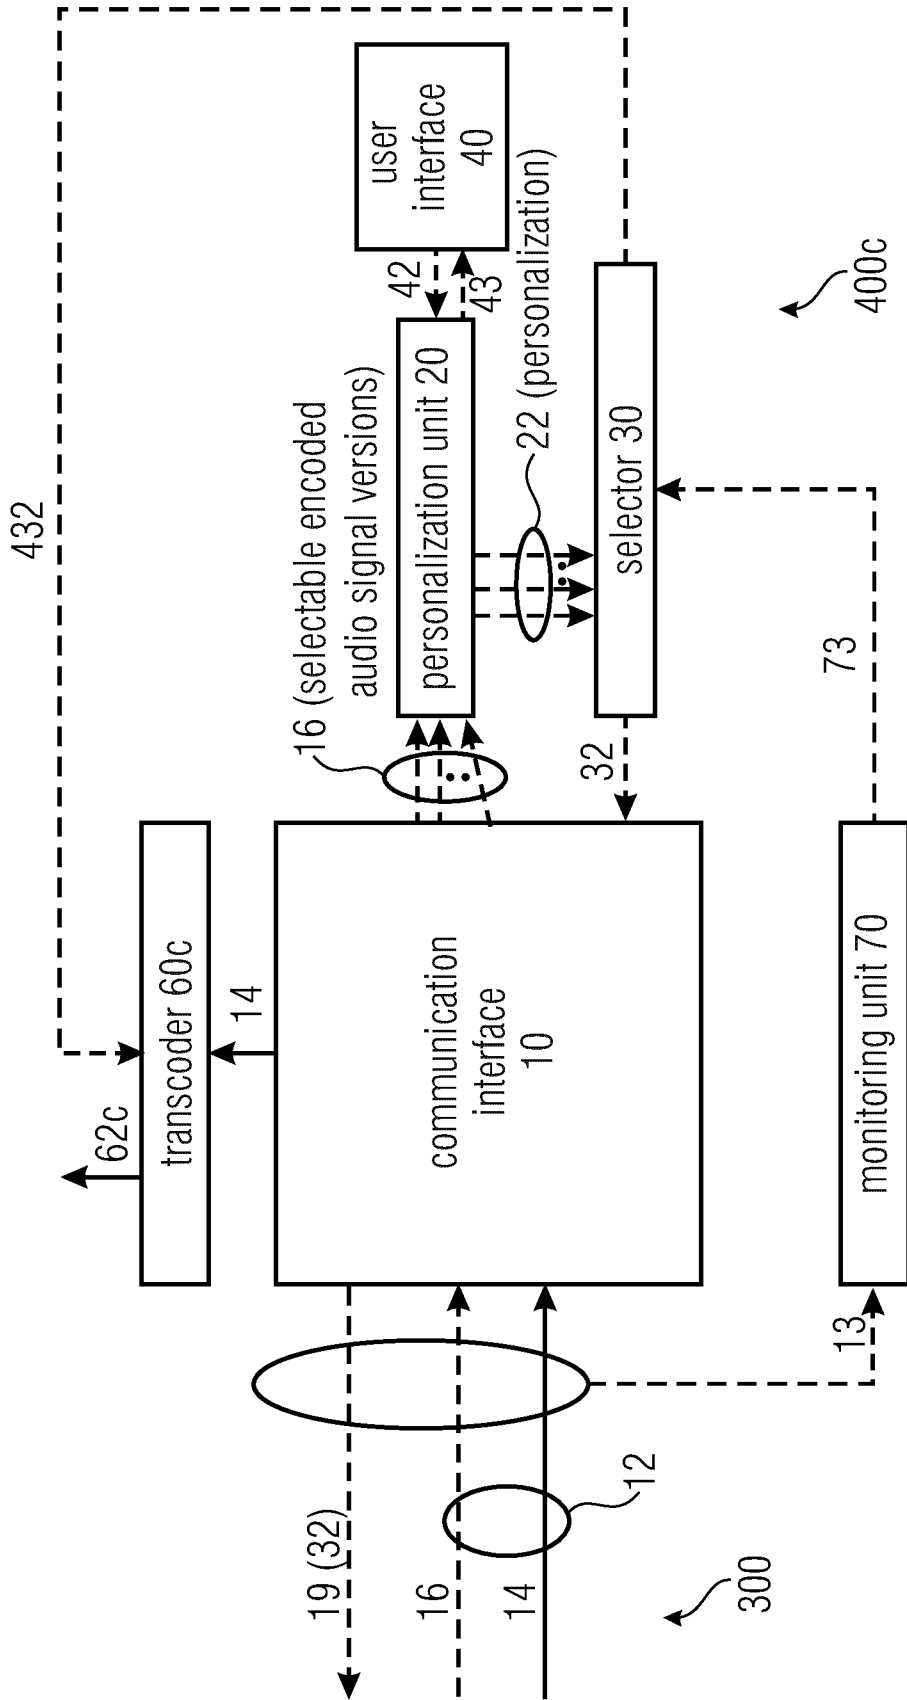 432
62c
transcoder 60c
14
user
interface
40
42
43
16 (selectable encoded
audio signal versions)
personalization unit 20
22 (personalization)
communication
interface
10
32
selector 30
19 (32)
16
14
12
13
monitoring unit 70
73
300
400c